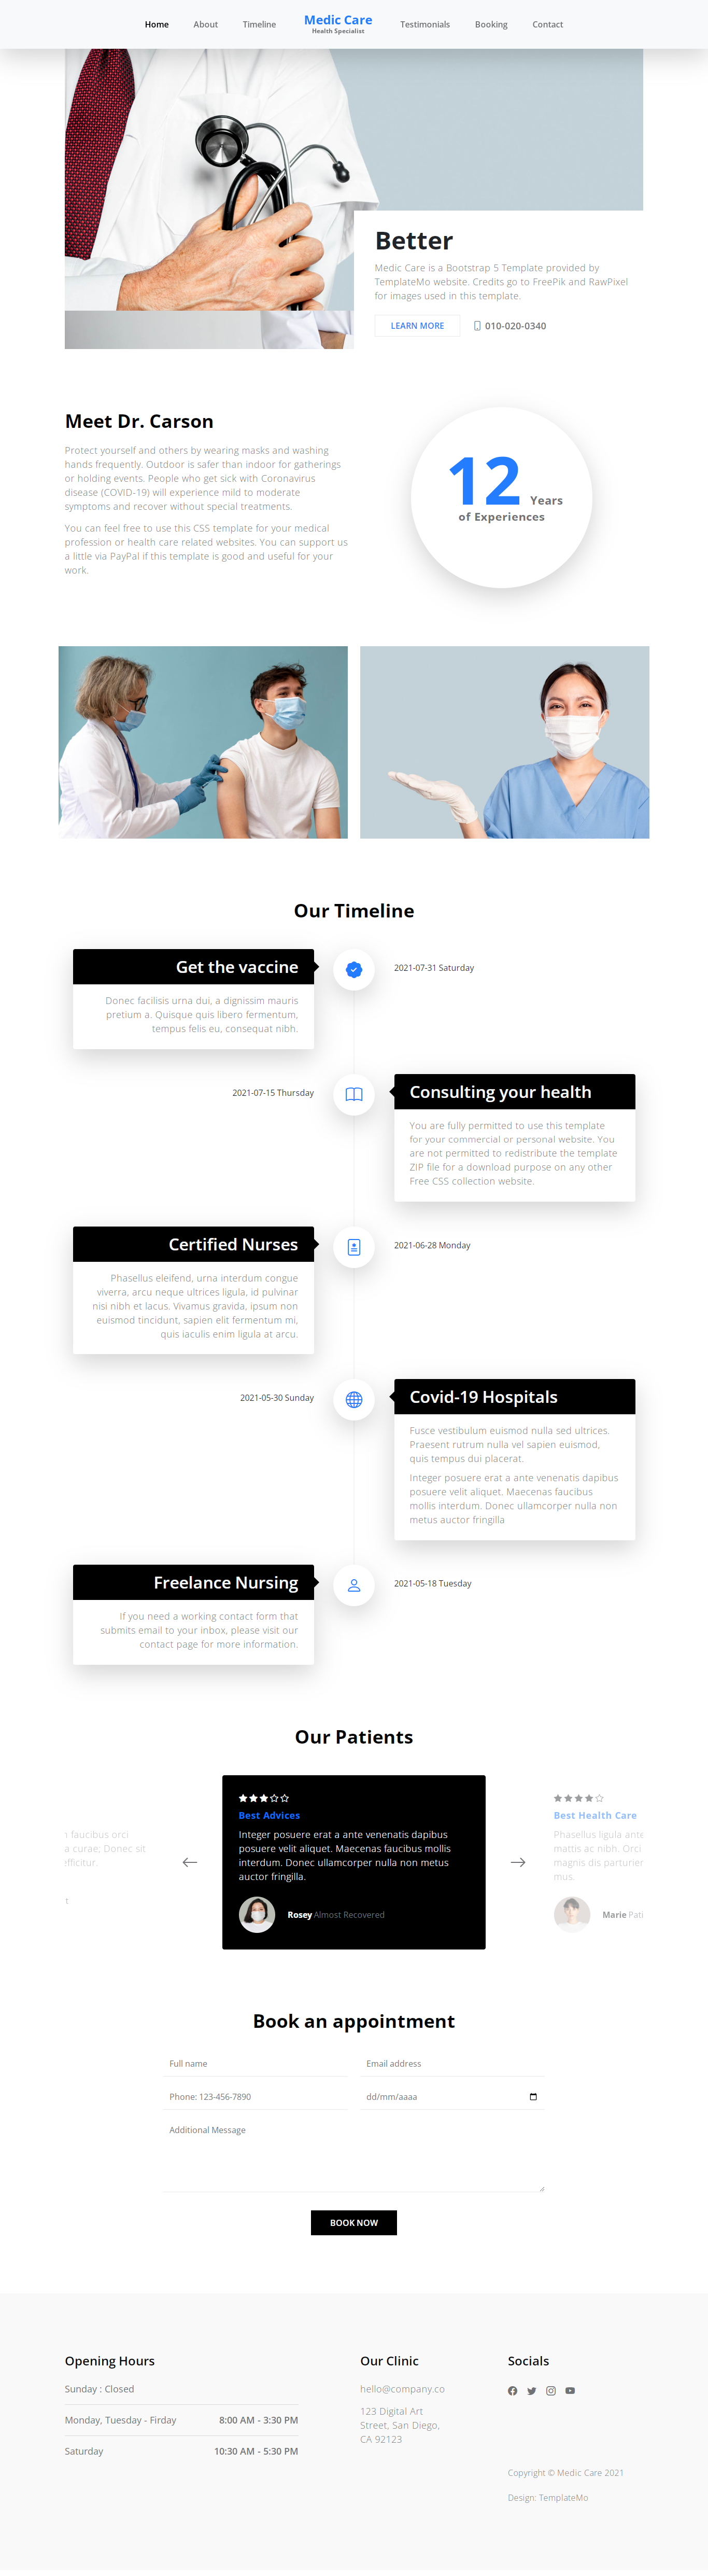 Home
About
Timeline
Medic Care
Health Specialist
Testimonials
Booking
Contact
Better
Medic Care is a Bootstrap 5 Template provided by
TemplateMo website. Credits go to FreePik and RawPixel
for images used in this template.
LEARN MORE
010-020-0340
Meet Dr. Carson
Protect yourself and others by wearing masks and washing
hands frequently. Outdoor is safer than indoor for gatherings
or holding events. People who get sick with Coronavirus
disease (COVID-19) will experience mild to moderate
symptoms and recover without special treatments.
You can feel free to use this CSS template for your medical
profession or health care related websites. You can support us
a little via PayPal if this template is good and useful for your
work.
12 Years
of Experiences
Our Timeline
Get the vaccine
2021-07-31 Saturday
Donec facilisis urna dui, a dignissim mauris
pretium a. Quisque quis libero fermentum,
tempus felis eu, consequat nibh.
2021-07-15 Thursday
Consulting your health
You are fully permitted to use this template
for your commercial or personal website. You
are not permitted to redistribute the template
ZIP file for a download purpose on any other
Free CSS collection website.
Certified Nurses
2021-06-28 Monday
Phasellus eleifend, urna interdum congue
viverra, arcu neque ultrices ligula, id pulvinar
nisi nibh et lacus. Vivamus gravida, ipsum non
euismod tincidunt, sapien elit fermentum mi,
quis iaculis enim ligula at arcu.
2021-05-30 Sunday
Covid-19 Hospitals
Fusce vestibulum euismod nulla sed ultrices.
Praesent rutrum nulla vel sapien euismod,
quis tempus dui placerat.
Integer posuere erat a ante venenatis dapibus
posuere velit aliquet. Maecenas faucibus
mollis interdum. Donec ullamcorper nulla non
metus auctor fringilla
Freelance Nursing
2021-05-18 Tuesday
If you need a working contact form that
submits email to your inbox, please visit our
contact page for more information.
Our Patients
faucibus orci
a curae; Donec sit
efficitur.
t
Best Advices
Integer posuere erat a ante venenatis dapibus
posuere velit aliquet. Maecenas faucibus mollis
interdum. Donec ullamcorper nulla non metus
auctor fringilla.
Rosey Almost Recovered
Best Health Care
Phasellus ligula ante
mattis ac nibh. Orci
magnis dis parturier
mus.
Marie Pati
Book an appointment
Full name
Email address
Phone: 123-456-7890
dd/mm/aaaa
Additional Message
BOOK NOW
Opening Hours
Sunday : Closed
Monday, Tuesday - Firday
8:00 AM - 3:30 PM
Saturday
10:30 AM - 5:30 PM
Our Clinic
hello@company.co
123 Digital Art
Street, San Diego,
CA 92123
Socials
Copyright © Medic Care 2021
Design: TemplateMo